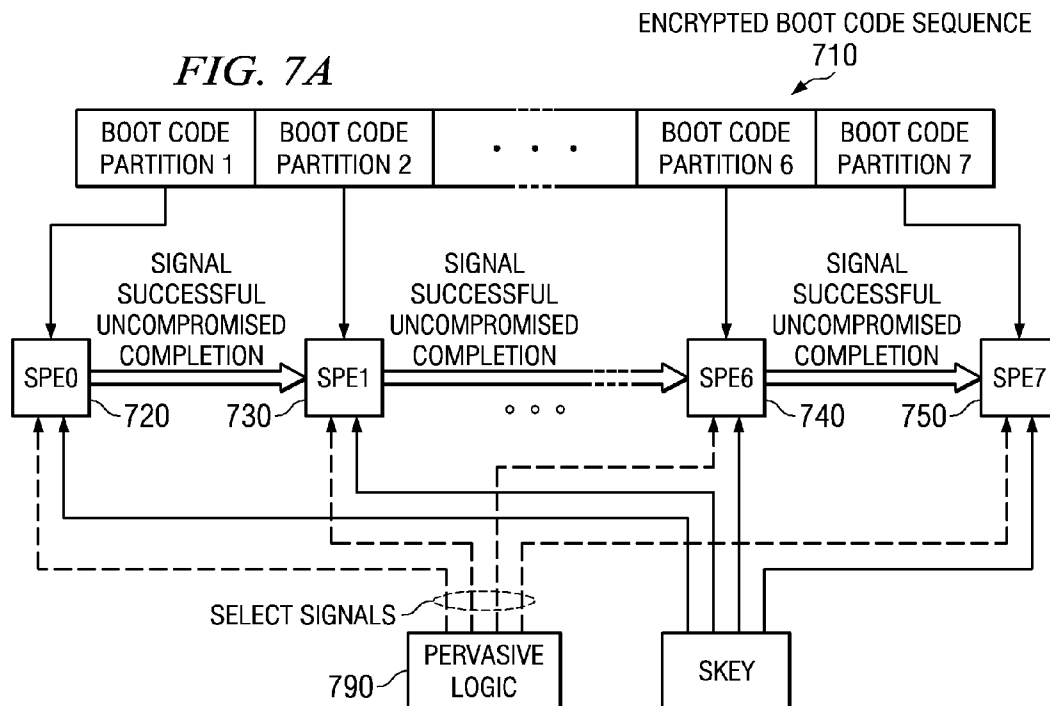 ENCRYPTED BOOT CODE SEQUENCE
710
FIG. 7A
BOOT CODE
PARTITION 1
BOOT CODE
PARTITION 2
. . .
BOOT CODE
PARTITION 6
BOOT CODE
PARTITION 7
SIGNAL
SUCCESSFUL
UNCOMPROMISED
COMPLETION
SIGNAL
SUCCESSFUL
UNCOMPROMISED
COMPLETION
SIGNAL
SUCCESSFUL
UNCOMPROMISED
COMPLETION
SPE0
SPE1
SPE6
SPE7
720
730
740
750
SELECT SIGNALS
790
PERVASIVE
LOGIC
SKEY